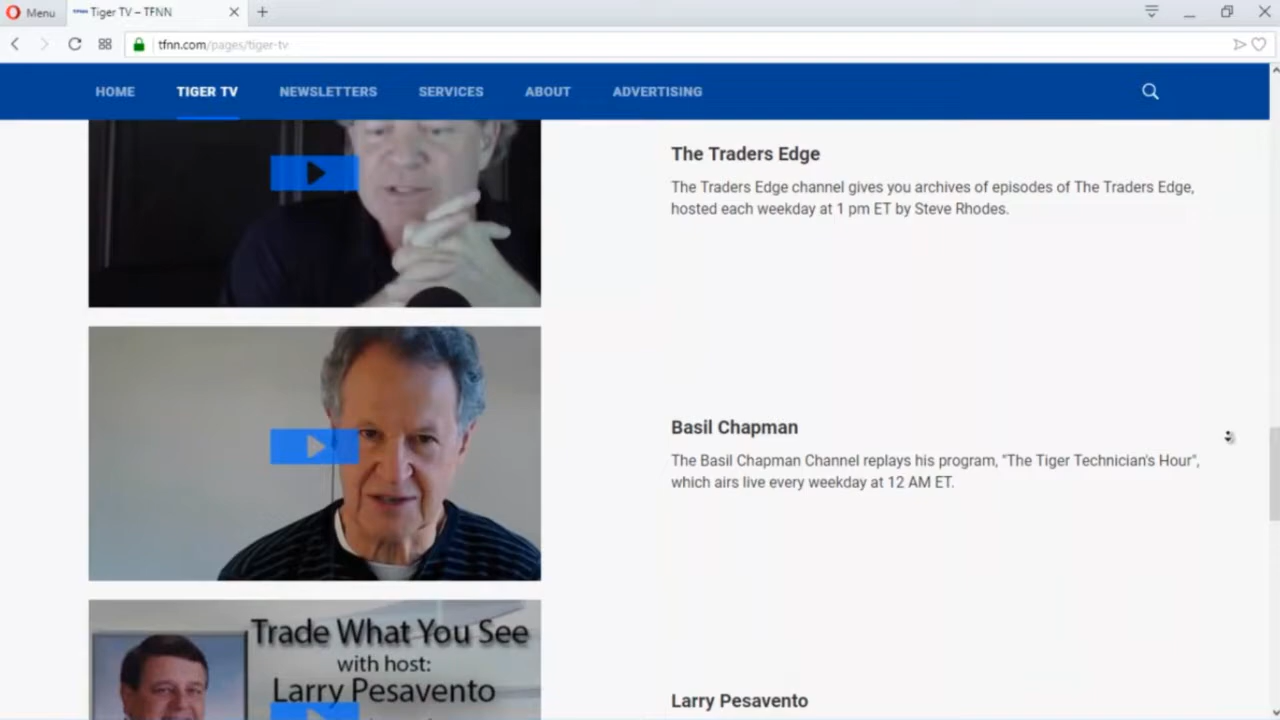 Menu
Tiger TV – TFNN
tfnn.com/pages/tiger-tv
HOME
TIGER TV
NEWSLETTERS
SERVICES
ABOUT
ADVERTISING
The Traders Edge
The Traders Edge channel gives you archives of episodes of The Traders Edge,
hosted each weekday at 1 pm ET by Steve Rhodes.
Basil Chapman
The Basil Chapman Channel replays his program, "The Tiger Technician's Hour",
which airs live every weekday at 12 AM ET.
Trade What You See
with host:
Larry Pesavento
Larry Pesavento